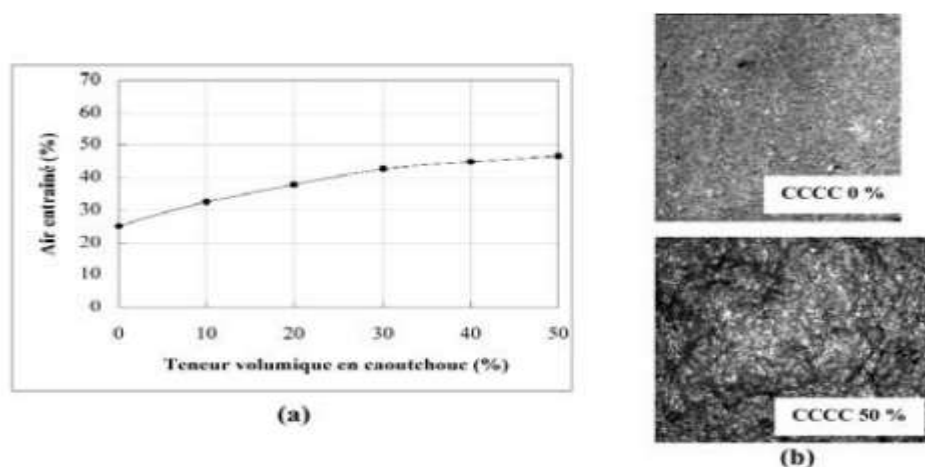 70
60
50
40
30
20
10
0
Air entraîné (%)
0 10 20 30 40 50
Teneur volumique en caoutchouc (%)
(a)
CCCC 0 %
CCCC 50 %
(b)